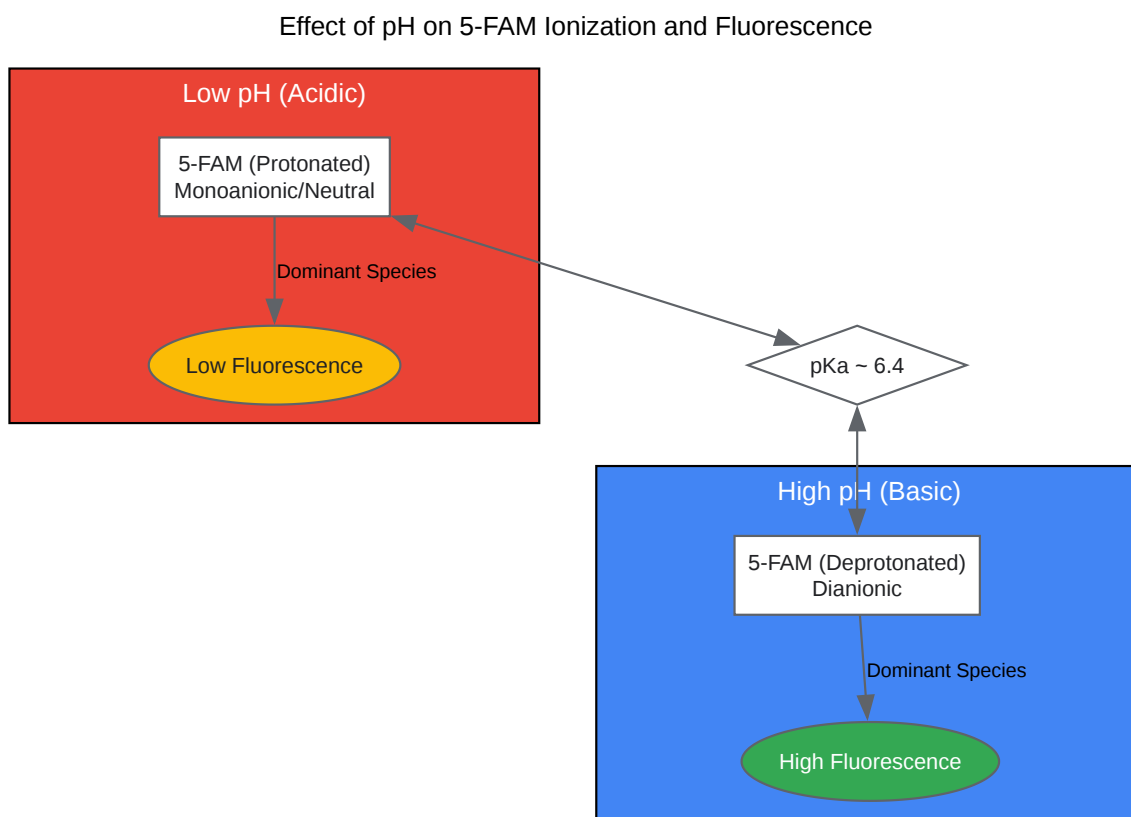 Effect of pH on 5-FAM Ionization and Fluorescence
Low pH (Acidic)
5-FAM (Protonated)
Monoanionic/Neutral
Dominant Species
Low Fluorescence
pKa ~ 6.4
High pH (Basic)
5-FAM (Deprotonated)
Dianionic
Dominant Species
High Fluorescence